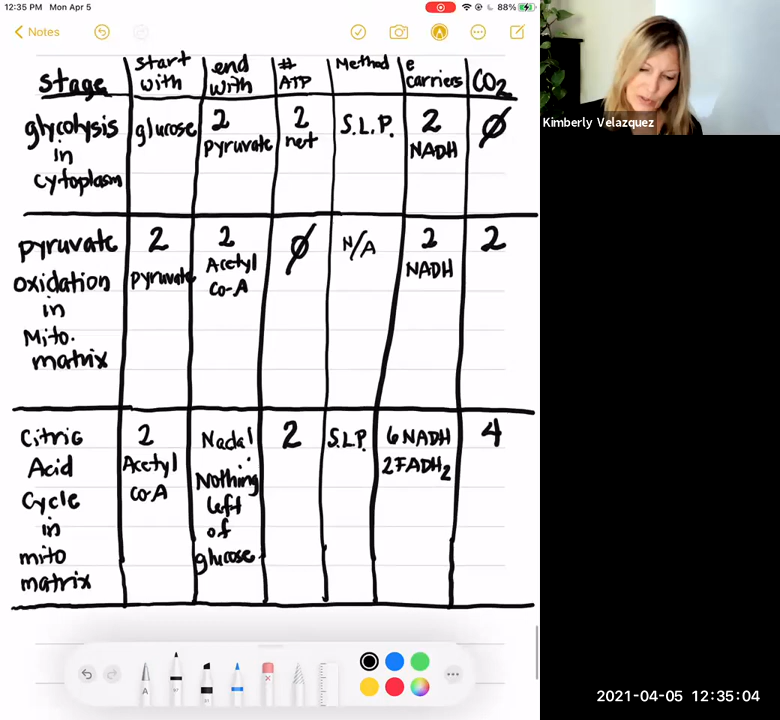 12:35 PM Mon Apr 5
88%
Notes
Stage
Start with
end with
# ATP
Method
e carriers
CO2
glycolysis in cytoplasm
glucose
2 pyruvate
2 net
S.L.P.
2 NADH
Ø
pyruvate oxidation in Mito. matrix
2 pyruvate
2 Acetyl Co-A
Ø
N/A
2 NADH
2
Citric Acid Cycle in mito matrix
2 Acetyl Co-A
Nada! Nothing left of glucose
2
S.L.P.
6 NADH
2 FADH2
4
Kimberly Velazquez
A
2021-04-05 12:35:04